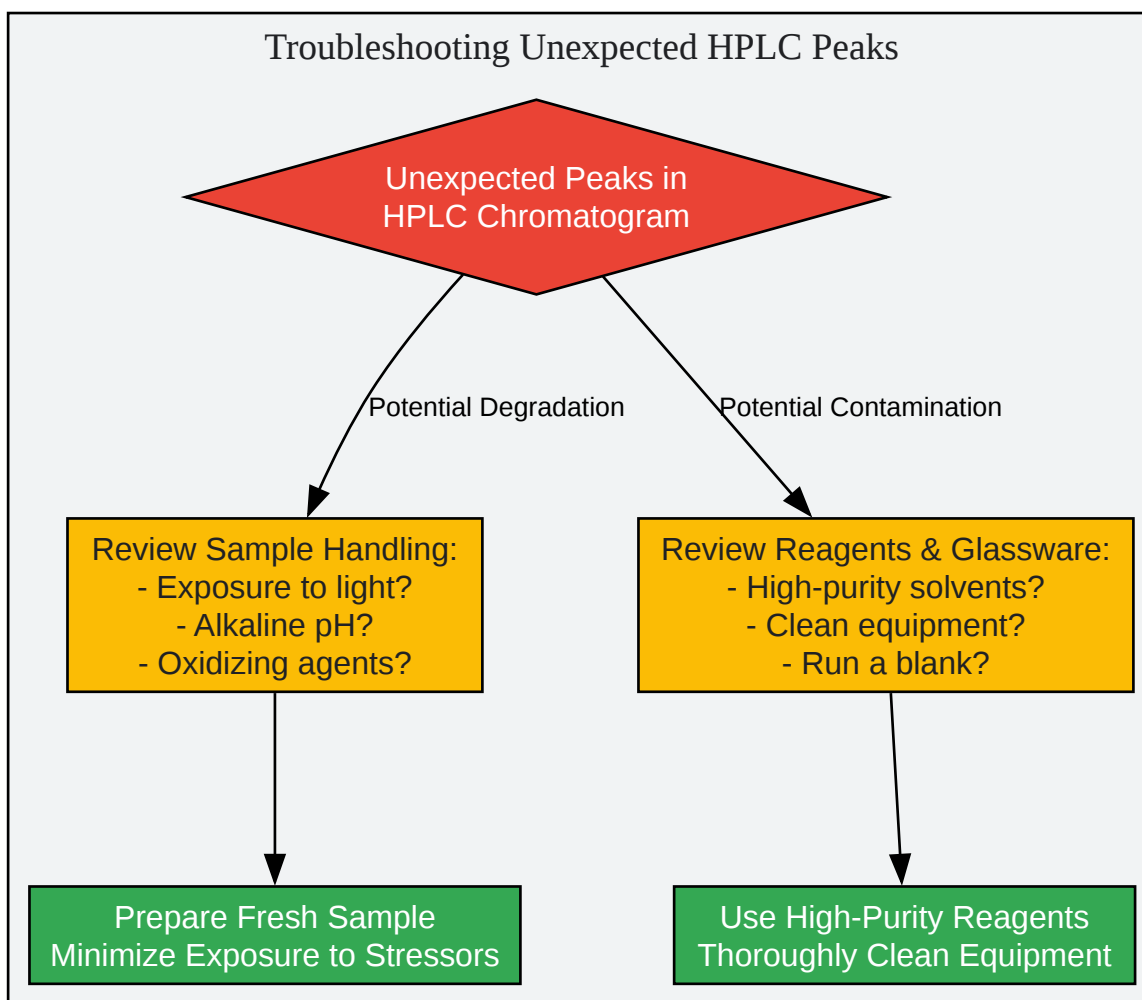 Troubleshooting Unexpected HPLC Peaks
Unexpected Peaks in
HPLC Chromatogram
Potential Degradation
Potential Contamination
Review Sample Handling:
- Exposure to light?
- Alkaline pH?
- Oxidizing agents?
Review Reagents & Glassware:
- High-purity solvents?
- Clean equipment?
- Run a blank?
Prepare Fresh Sample
Minimize Exposure to Stressors
Use High-Purity Reagents
Thoroughly Clean Equipment